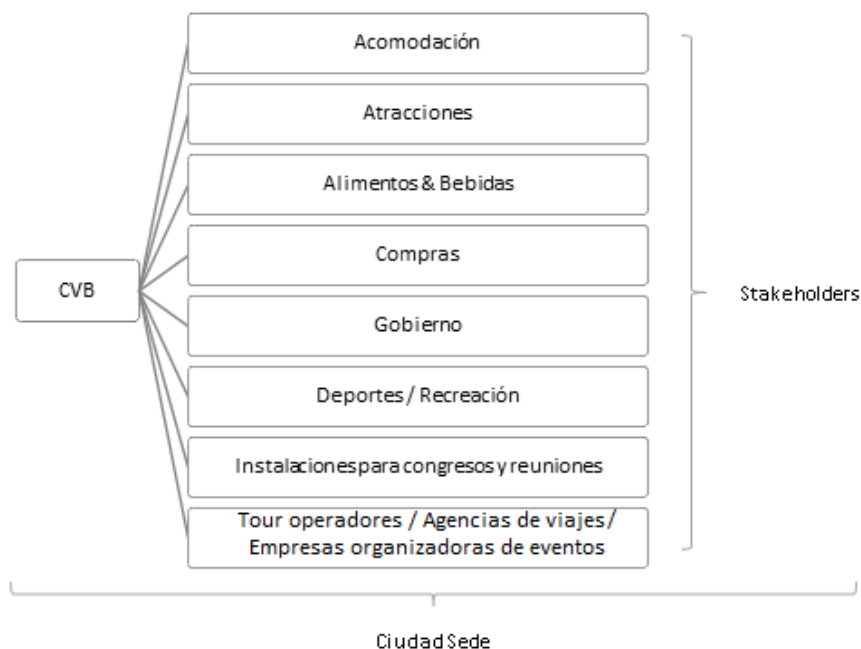 Acomodación
Atracciones
Alimentos & Bebidas
CVB
Compras
Stakeholders
Gobierno
Deportes / Recreación
Instalaciones para congresos y reuniones
Tour operadores / Agencias de viajes /
Empresas organizadoras de eventos
Ciudad Sede